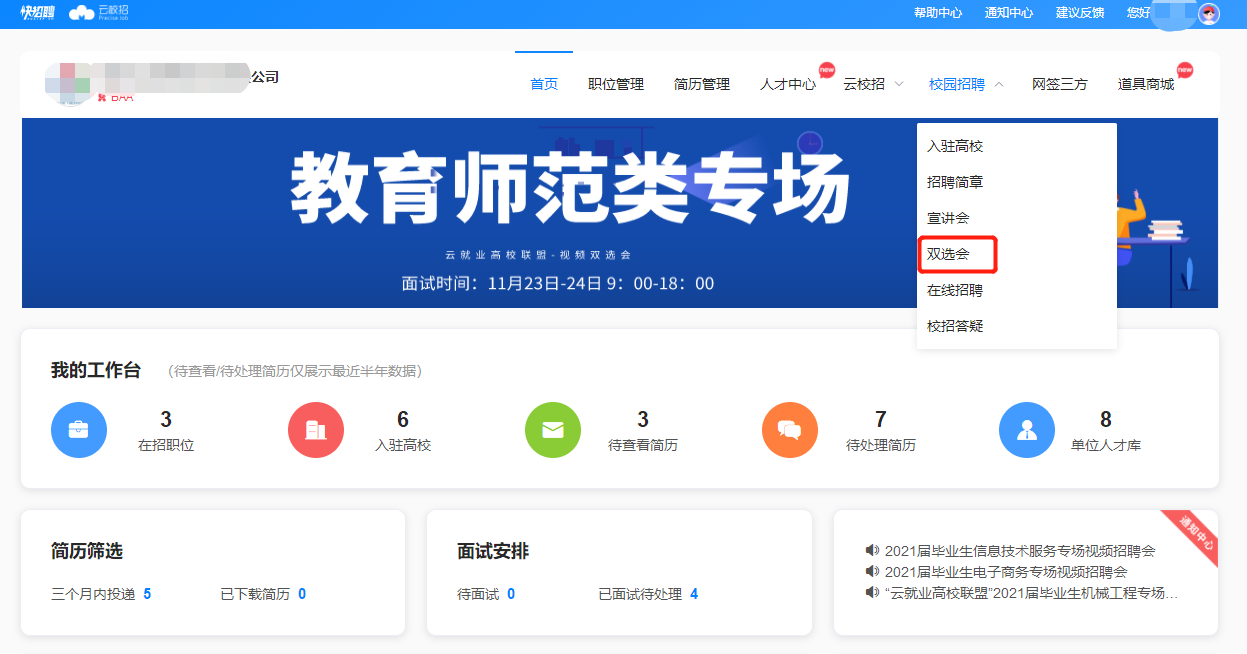 快招聘 云校招 帮助中心 通知中心 建议反馈 您好
Precise Job
公司
BAA
首页 职位管理 简历管理 人才中心 new 云校招 校园招聘 网签三方 道具商城 new
教育师范类专场
云就业高校联盟-视频双选会
面试时间：11月23日-24日 9：00-18：00
入驻高校
招聘简章
宣讲会
双选会
在线招聘
校招答疑
我的工作台 （待查看/待处理简历仅展示最近半年数据）
3 6 3 7 8
在招职位 入驻高校 待查看简历 待处理简历 单位人才库
简历筛选
三个月内投递 5 已下载简历 0
面试安排
待面试 0 已面试待处理 4
通知中心
2021届毕业生信息技术服务专场视频招聘会
2021届毕业生电子商务专场视频招聘会
“云就业高校联盟”2021届毕业生机械工程专场…